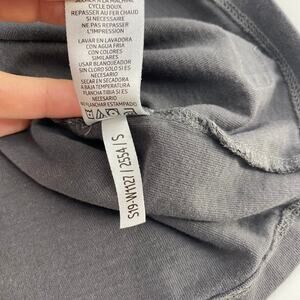 CYCLE DOUX
REPASSER AU FER CHAUD
SI NÉCESSAIRE
NE PAS REPASSER
L'IMPRESSION
LAVAR EN LAVADORA
CON AGUA FRIA
CON COLORES
SIMILARES
USAR BLANQUEADOR
SIN CLORO SOLO SI ES
NECESARIO
SECAR EN SECADORA
A BAJA TEMPERATURA
PLANCHA TIBIA SI ES
NECESARIO
NO PLANCHAR ESTAMPADO
S19-W1127 / 2554 / S